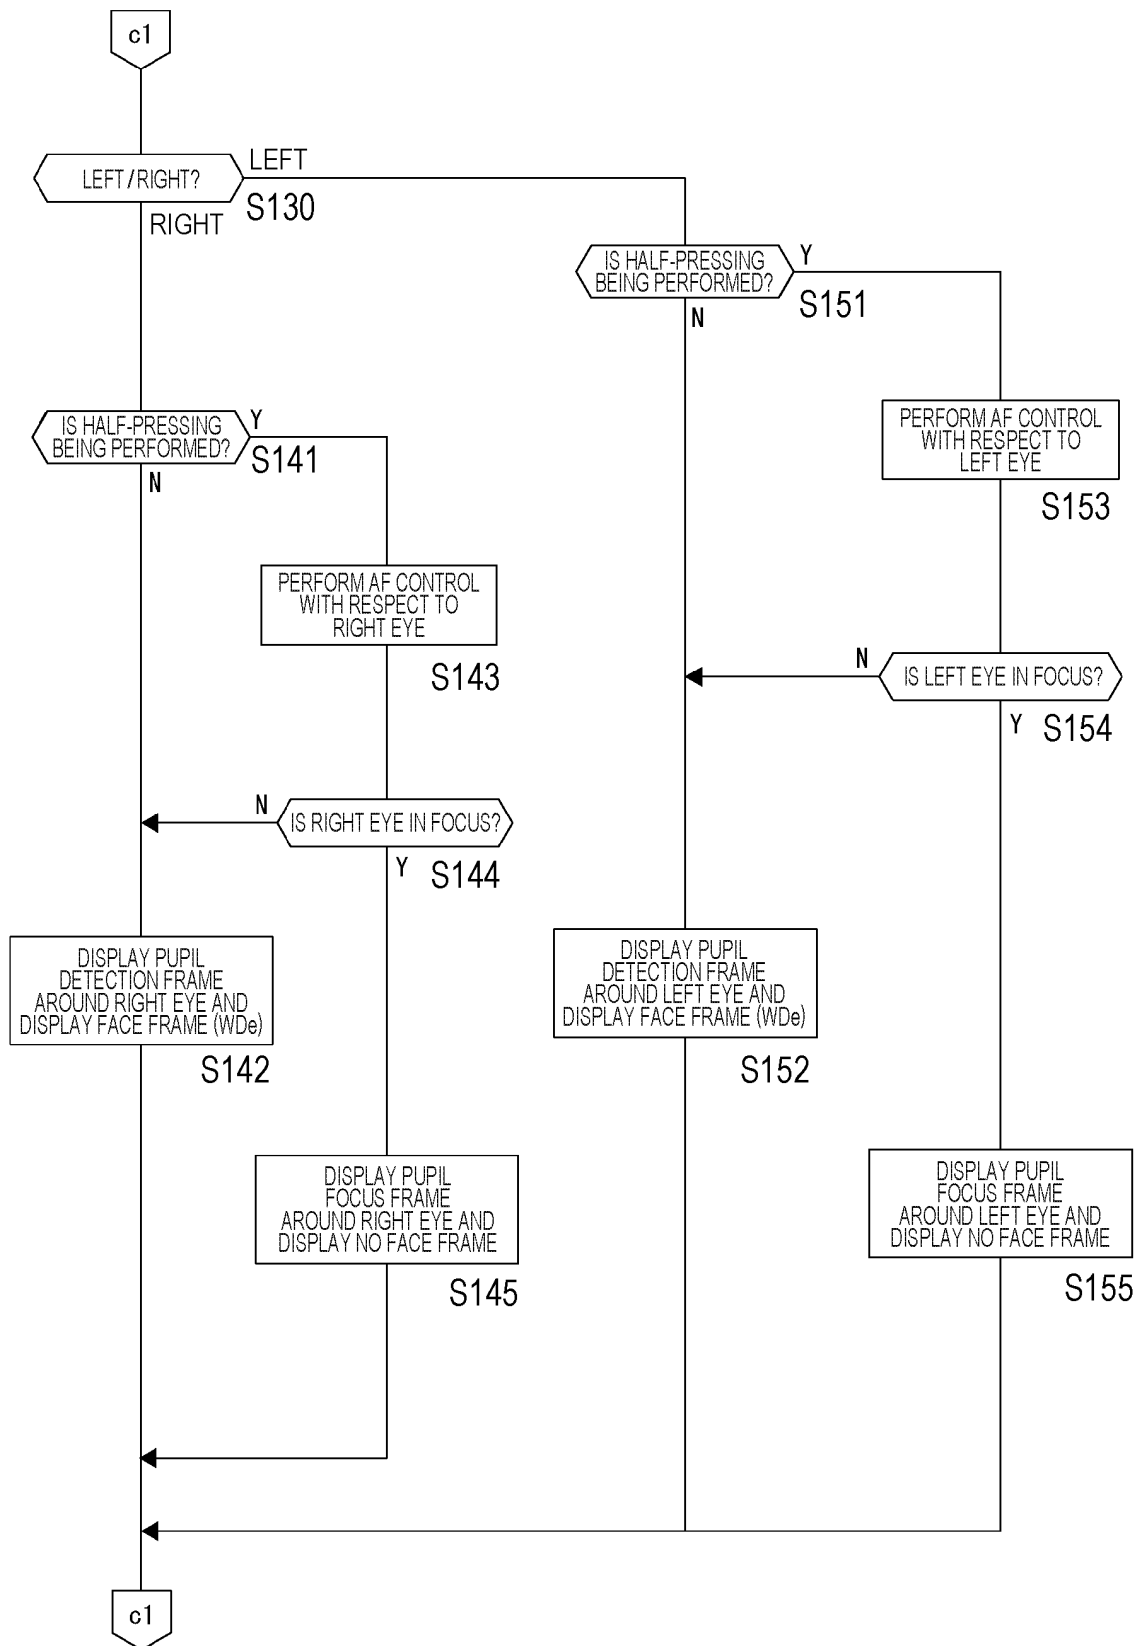 c1
LEFT/RIGHT?
LEFT
S130
RIGHT
IS HALF-PRESSING
BEING PERFORMED?
Y
S151
N
IS HALF-PRESSING
BEING PERFORMED?
Y
S141
N
PERFORM AF CONTROL
WITH RESPECT TO
LEFT EYE
S153
PERFORM AF CONTROL
WITH RESPECT TO
RIGHT EYE
S143
N
IS LEFT EYE IN FOCUS?
Y
S154
N
IS RIGHT EYE IN FOCUS?
Y
S144
DISPLAY PUPIL
DETECTION FRAME
AROUND RIGHT EYE AND
DISPLAY FACE FRAME (WDe)
S142
DISPLAY PUPIL
DETECTION FRAME
AROUND LEFT EYE AND
DISPLAY FACE FRAME (WDe)
S152
DISPLAY PUPIL
FOCUS FRAME
AROUND RIGHT EYE AND
DISPLAY NO FACE FRAME
S145
DISPLAY PUPIL
FOCUS FRAME
AROUND LEFT EYE AND
DISPLAY NO FACE FRAME
S155
c1